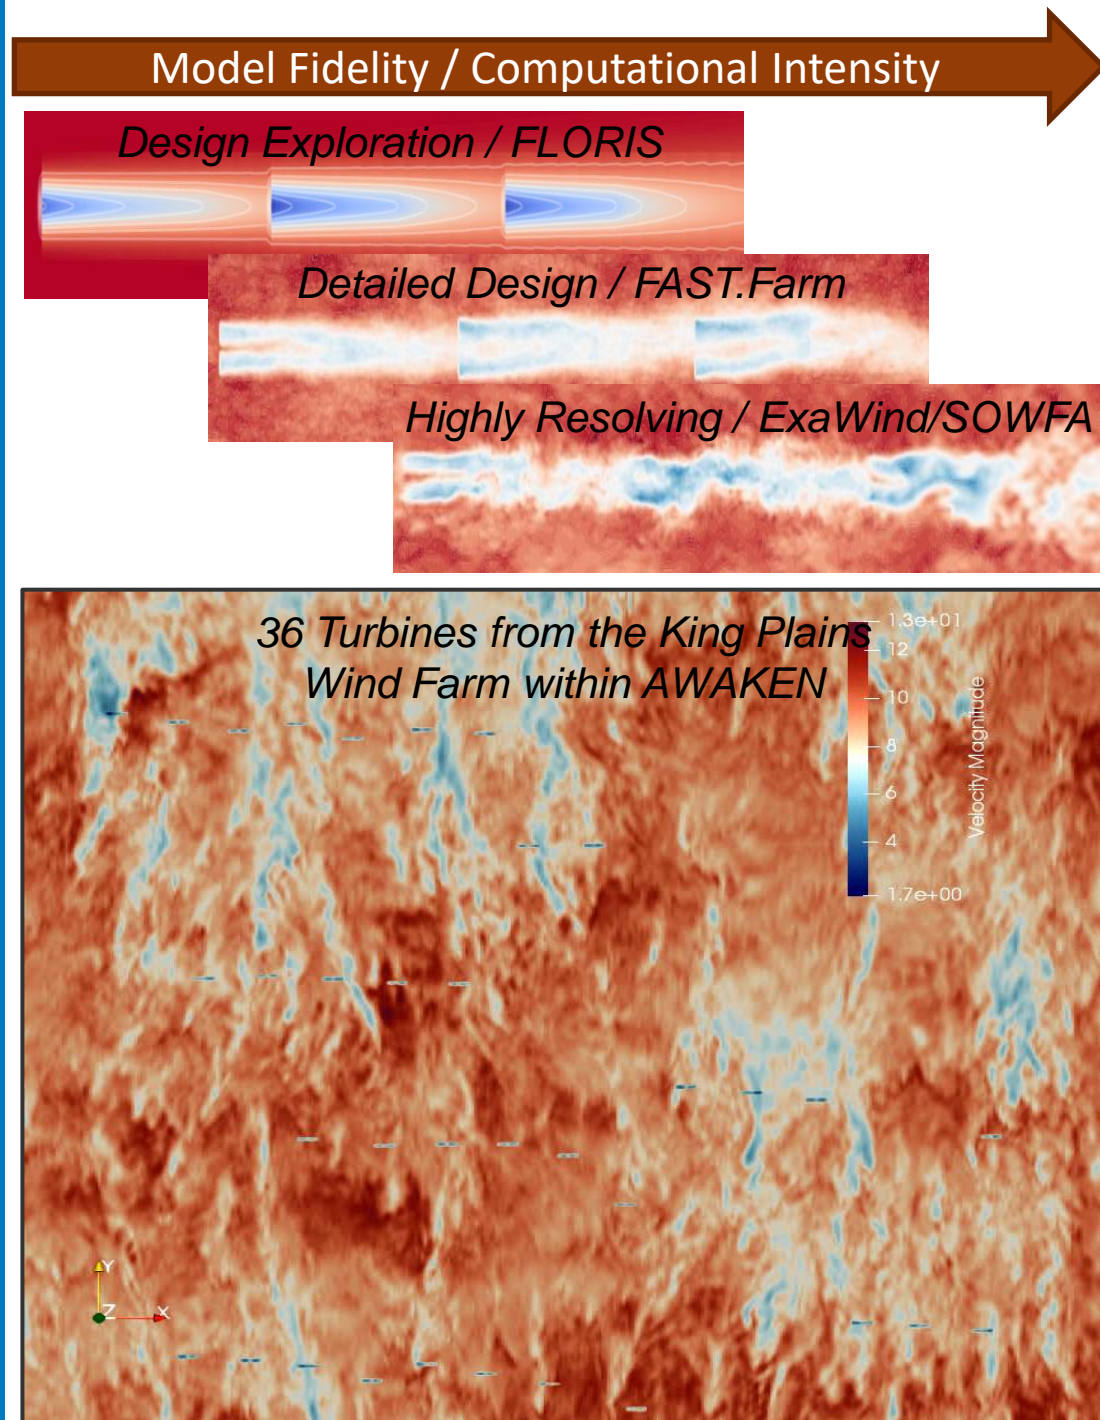 Model Fidelity / Computational Intensity
Design Exploration / FLORIS
Detailed Design / FAST.Farm
Highly Resolving / ExaWind/SOWFA
36 Turbines from the King Plains
Wind Farm within AWAKEN
1.3e+01
12
10
8
6
4
1.7e+00
Velocity Magnitude
Y
Z
X